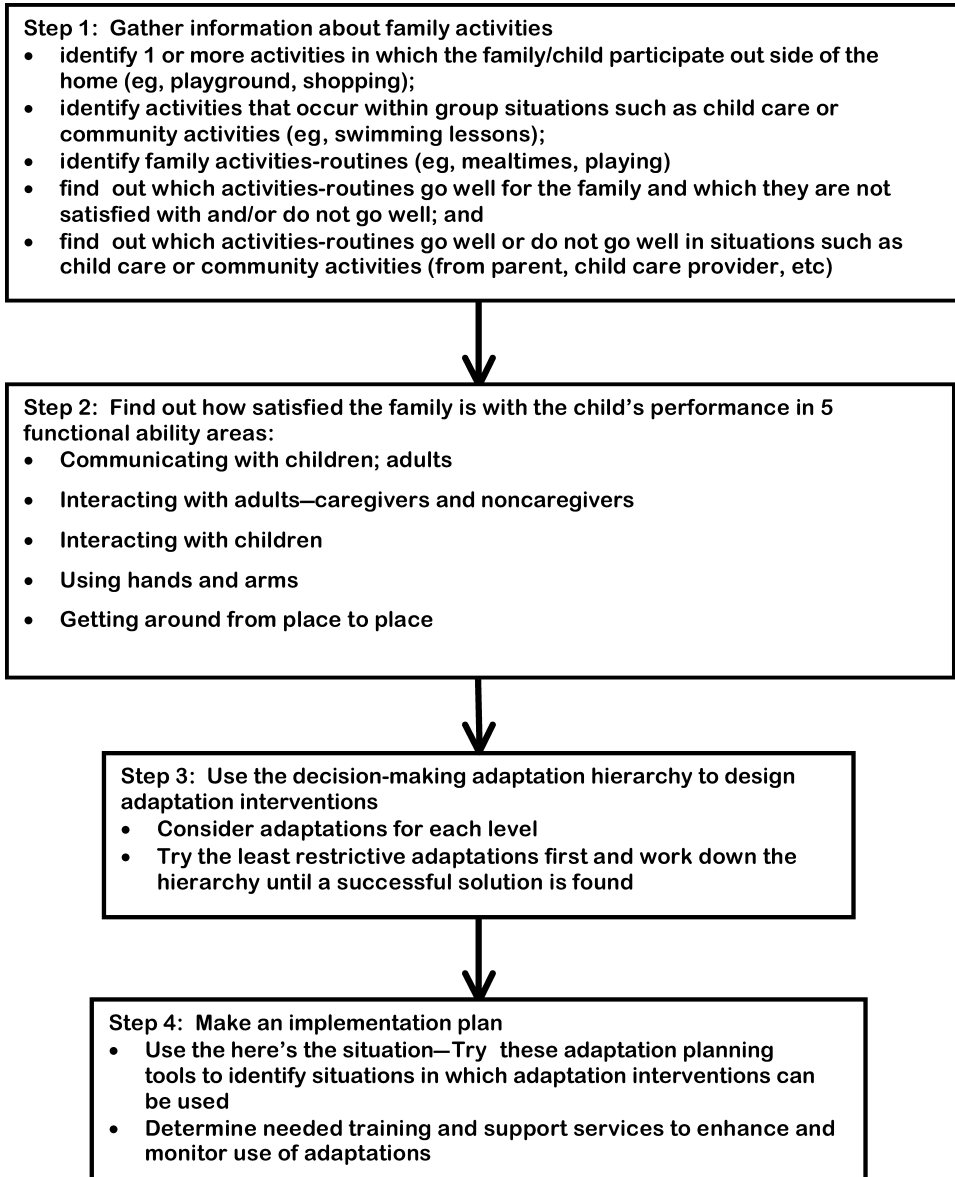 Step 1:  Gather information about family activities
• identify 1 or more activities in which the family/child participate out side of the
home (eg, playground, shopping);
• identify activities that occur within group situations such as child care or
community activities (eg, swimming lessons);
• identify family activities-routines (eg, mealtimes, playing)
• find  out which activities-routines go well for the family and which they are not
satisfied with and/or do not go well; and
• find  out which activities-routines go well or do not go well in situations such as
child care or community activities (from parent, child care provider, etc)
Step 2:  Find out how satisfied the family is with the child’s performance in 5
functional ability areas:
• Communicating with children; adults
• Interacting with adults—caregivers and noncaregivers
• Interacting with children
• Using hands and arms
• Getting around from place to place
Step 3:  Use the decision-making adaptation hierarchy to design
adaptation interventions
• Consider adaptations for each level
• Try the least restrictive adaptations first and work down the
hierarchy until a successful solution is found
Step 4:  Make an implementation plan
• Use the here’s the situation—Try  these adaptation planning
tools to identify situations in which adaptation interventions can
be used
• Determine needed training and support services to enhance and
monitor use of adaptations